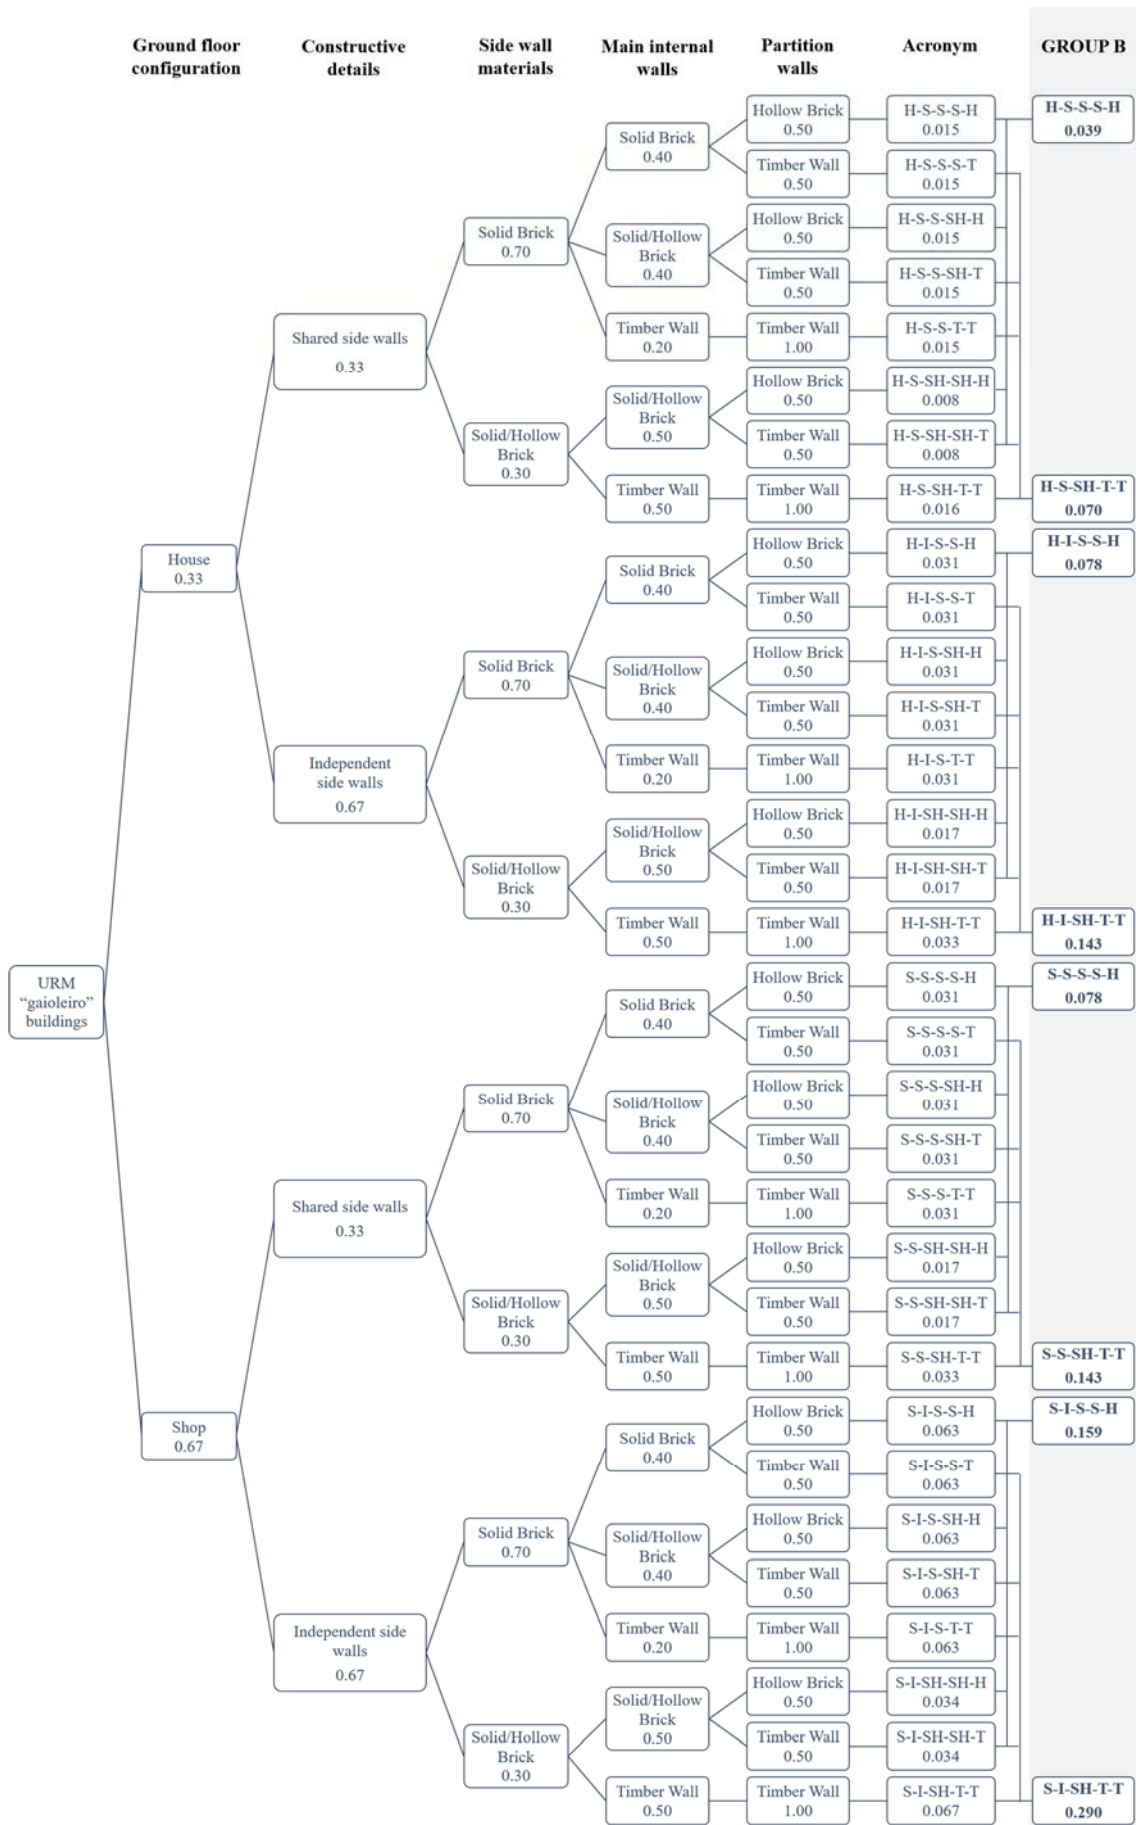 Ground floor
configuration
Constructive
details
Side wall
materials
Main internal
walls
Partition
walls
Acronym
GROUP B
URM
“gaioleiro”
buildings
House
0.33
Shared side walls
0.33
Solid Brick
0.70
Solid Brick
0.40
Hollow Brick
0.50
H-S-S-S-H
0.015
H-S-S-S-H
0.039
Timber Wall
0.50
H-S-S-S-T
0.015
Solid/Hollow
Brick
0.40
Hollow Brick
0.50
H-S-S-SH-H
0.015
Timber Wall
0.50
H-S-S-SH-T
0.015
Timber Wall
0.20
Timber Wall
1.00
H-S-S-T-T
0.015
Solid/Hollow
Brick
0.30
Solid/Hollow
Brick
0.50
Hollow Brick
0.50
H-S-SH-SH-H
0.008
Timber Wall
0.50
H-S-SH-SH-T
0.008
Timber Wall
0.50
Timber Wall
1.00
H-S-SH-T-T
0.016
H-S-SH-T-T
0.070
Independent
side walls
0.67
Solid Brick
0.70
Solid Brick
0.40
Hollow Brick
0.50
H-I-S-S-H
0.031
H-I-S-S-H
0.078
Timber Wall
0.50
H-I-S-S-T
0.031
Solid/Hollow
Brick
0.40
Hollow Brick
0.50
H-I-S-SH-H
0.031
Timber Wall
0.50
H-I-S-SH-T
0.031
Timber Wall
0.20
Timber Wall
1.00
H-I-S-T-T
0.031
Solid/Hollow
Brick
0.30
Solid/Hollow
Brick
0.50
Hollow Brick
0.50
H-I-SH-SH-H
0.017
Timber Wall
0.50
H-I-SH-SH-T
0.017
Timber Wall
0.50
Timber Wall
1.00
H-I-SH-T-T
0.033
H-I-SH-T-T
0.143
Shop
0.67
Shared side walls
0.33
Solid Brick
0.70
Solid Brick
0.40
Hollow Brick
0.50
S-S-S-S-H
0.031
S-S-S-S-H
0.078
Timber Wall
0.50
S-S-S-S-T
0.031
Solid/Hollow
Brick
0.40
Hollow Brick
0.50
S-S-S-SH-H
0.031
Timber Wall
0.50
S-S-S-SH-T
0.031
Timber Wall
0.20
Timber Wall
1.00
S-S-S-T-T
0.031
Solid/Hollow
Brick
0.30
Solid/Hollow
Brick
0.50
Hollow Brick
0.50
S-S-SH-SH-H
0.017
Timber Wall
0.50
S-S-SH-SH-T
0.017
Timber Wall
0.50
Timber Wall
1.00
S-S-SH-T-T
0.033
S-S-SH-T-T
0.143
Independent side
walls
0.67
Solid Brick
0.70
Solid Brick
0.40
Hollow Brick
0.50
S-I-S-S-H
0.063
S-I-S-S-H
0.159
Timber Wall
0.50
S-I-S-S-T
0.063
Solid/Hollow
Brick
0.40
Hollow Brick
0.50
S-I-S-SH-H
0.063
Timber Wall
0.50
S-I-S-SH-T
0.063
Timber Wall
0.20
Timber Wall
1.00
S-I-S-T-T
0.063
Solid/Hollow
Brick
0.30
Solid/Hollow
Brick
0.50
Hollow Brick
0.50
S-I-SH-SH-H
0.034
Timber Wall
0.50
S-I-SH-SH-T
0.034
Timber Wall
0.50
Timber Wall
1.00
S-I-SH-T-T
0.067
S-I-SH-T-T
0.290